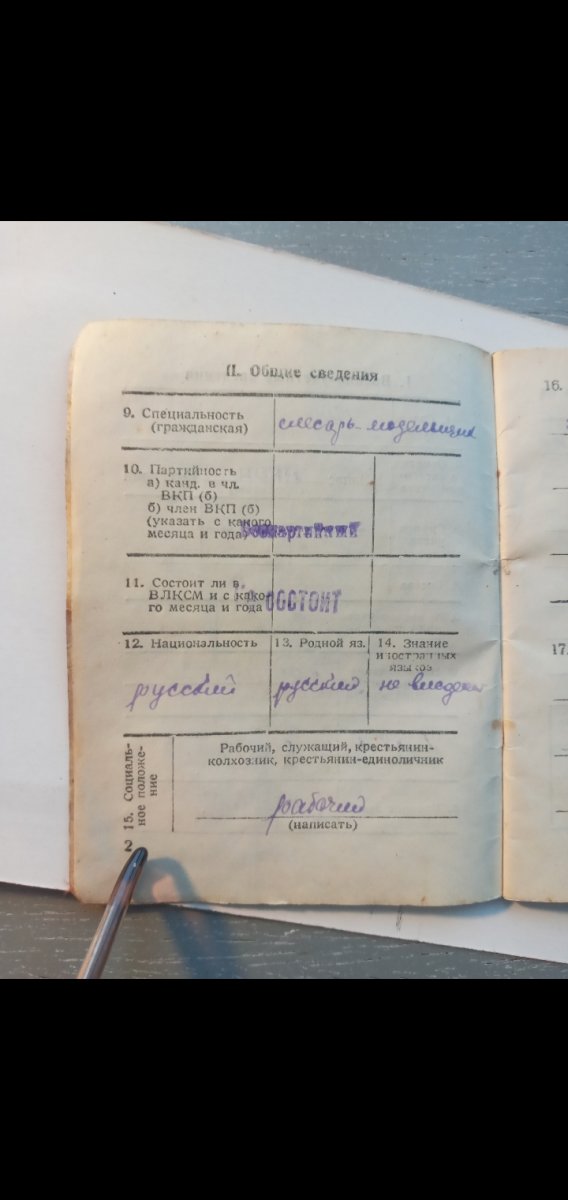 II. Общие сведения
9. Специальность
(гражданская)
слесарь-модельщик
10. Партийность
а) канд. в чл.
ВКП (б)
б) член ВКП (б)
(указать с какого
месяца и года)
беспартийный
11. Состоит ли в
ВЛКСМ и с како-
го месяца и года
состоит
12. Национальность
русский
13. Родной яз.
русский
14. Знание
иностранных
языков
не владеет
15. Социаль-
ное положе-
ние
Рабочий, служащий, крестьянин-
колхозник, крестьянин-единоличник
рабочий
(написать)
2
16.
17.